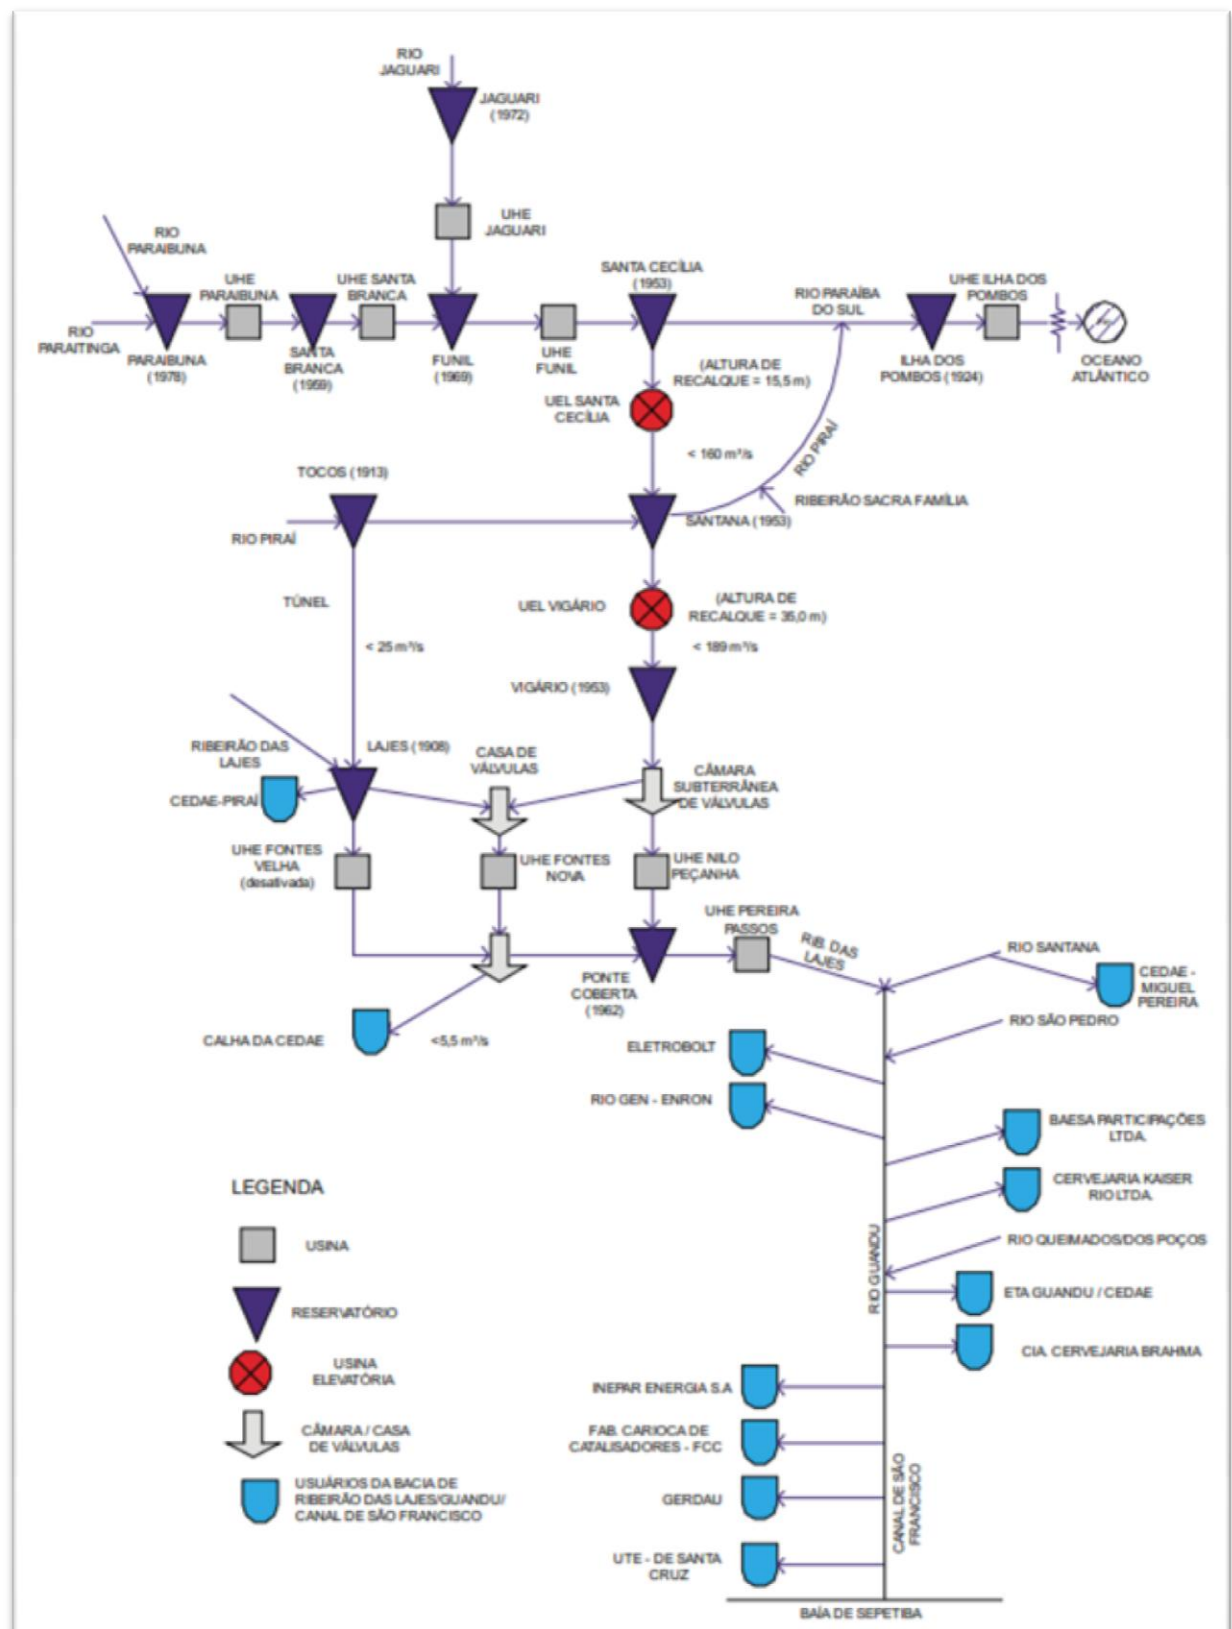 RIO
JAGUARI
JAGUARI
(1972)
UHE
JAGUARI
RIO
PARAIBUNA
UHE
PARAIBUNA
UHE SANTA
BRANCA
SANTA CECÍLIA
(1953)
RIO PARAÍBA
DO SUL
UHE ILHA DOS
POMBOS
RIO
PARAITINGA
PARAIBUNA
(1978)
SANTA
BRANCA
(1959)
FUNIL
(1969)
UHE
FUNIL
ILHA DOS
POMBOS (1924)
OCEANO
ATLÂNTICO
(ALTURA DE
RECALQUE = 15,5 m)
UEL SANTA
CECÍLIA
< 160 m³/s
RIO PIRAÍ
TOCOS (1913)
RIBEIRÃO SACRA FAMÍLIA
SANTANA (1953)
RIO PIRAÍ
TÚNEL
UEL VIGÁRIO
(ALTURA DE
RECALQUE = 35,0 m)
< 25 m³/s
< 189 m³/s
VIGÁRIO (1953)
RIBEIRÃO DAS
LAJES
LAJES (1908)
CASA DE
VÁLVULAS
CÂMARA
SUBTERRÂNEA
DE VÁLVULAS
CEDAE-PIRAÍ
UHE FONTES
VELHA
(desativada)
UHE FONTES
NOVA
UHE NILO
PEÇANHA
UHE PEREIRA
PASSOS
RIB. DAS
LAJES
RIO SANTANA
CEDAE -
MIGUEL
PEREIRA
PONTE
COBERTA
(1962)
CALHA DA CEDAE
<5,5 m³/s
RIO SÃO PEDRO
ELETROBOLT
RIO GEN - ENRON
BAESA PARTICIPAÇÕES
LTDA.
CERVEJARIA KAISER
RIO LTDA.
RIO GUANDU
RIO QUEIMADOS/DOS POÇOS
ETA GUANDU / CEDAE
CIA. CERVEJARIA BRAHMA
INEPAR ENERGIA S.A
FAB. CARIOCA DE
CATALISADORES - FCC
GERDAU
CANAL DE SÃO
FRANCISCO
UTE - DE SANTA
CRUZ
BAÍA DE SEPETIBA
LEGENDA
USINA
RESERVATÓRIO
USINA
ELEVATÓRIA
CÂMARA / CASA
DE VÁLVULAS
USUÁRIOS DA BACIA DE
RIBEIRÃO DAS LAJES/GUANDU/
CANAL DE SÃO FRANCISCO